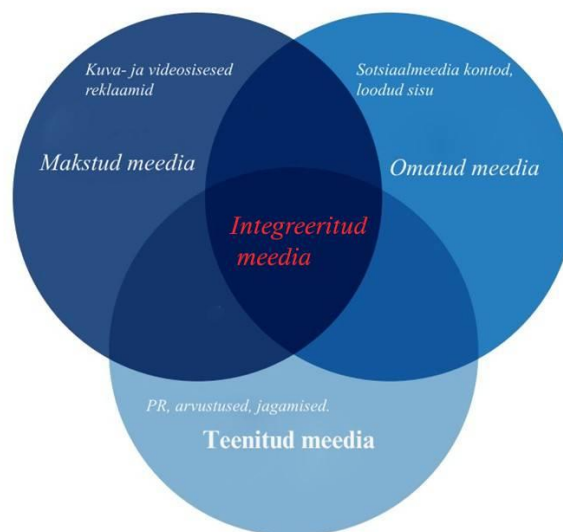 Kuva- ja videosisesed
reklaamid
Makstud meedia
Sotsiaalmeedia kontod,
loodud sisu
Omatud meedia
Integreeritud
meedia
PR, arvustused, jagamised.
Teenitud meedia